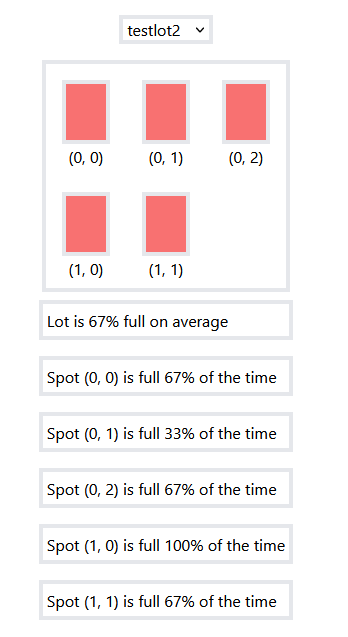 testlot2
(0, 0) (0, 1) (0, 2)
(1, 0) (1, 1)
Lot is 67% full on average
Spot (0, 0) is full 67% of the time
Spot (0, 1) is full 33% of the time
Spot (0, 2) is full 67% of the time
Spot (1, 0) is full 100% of the time
Spot (1, 1) is full 67% of the time